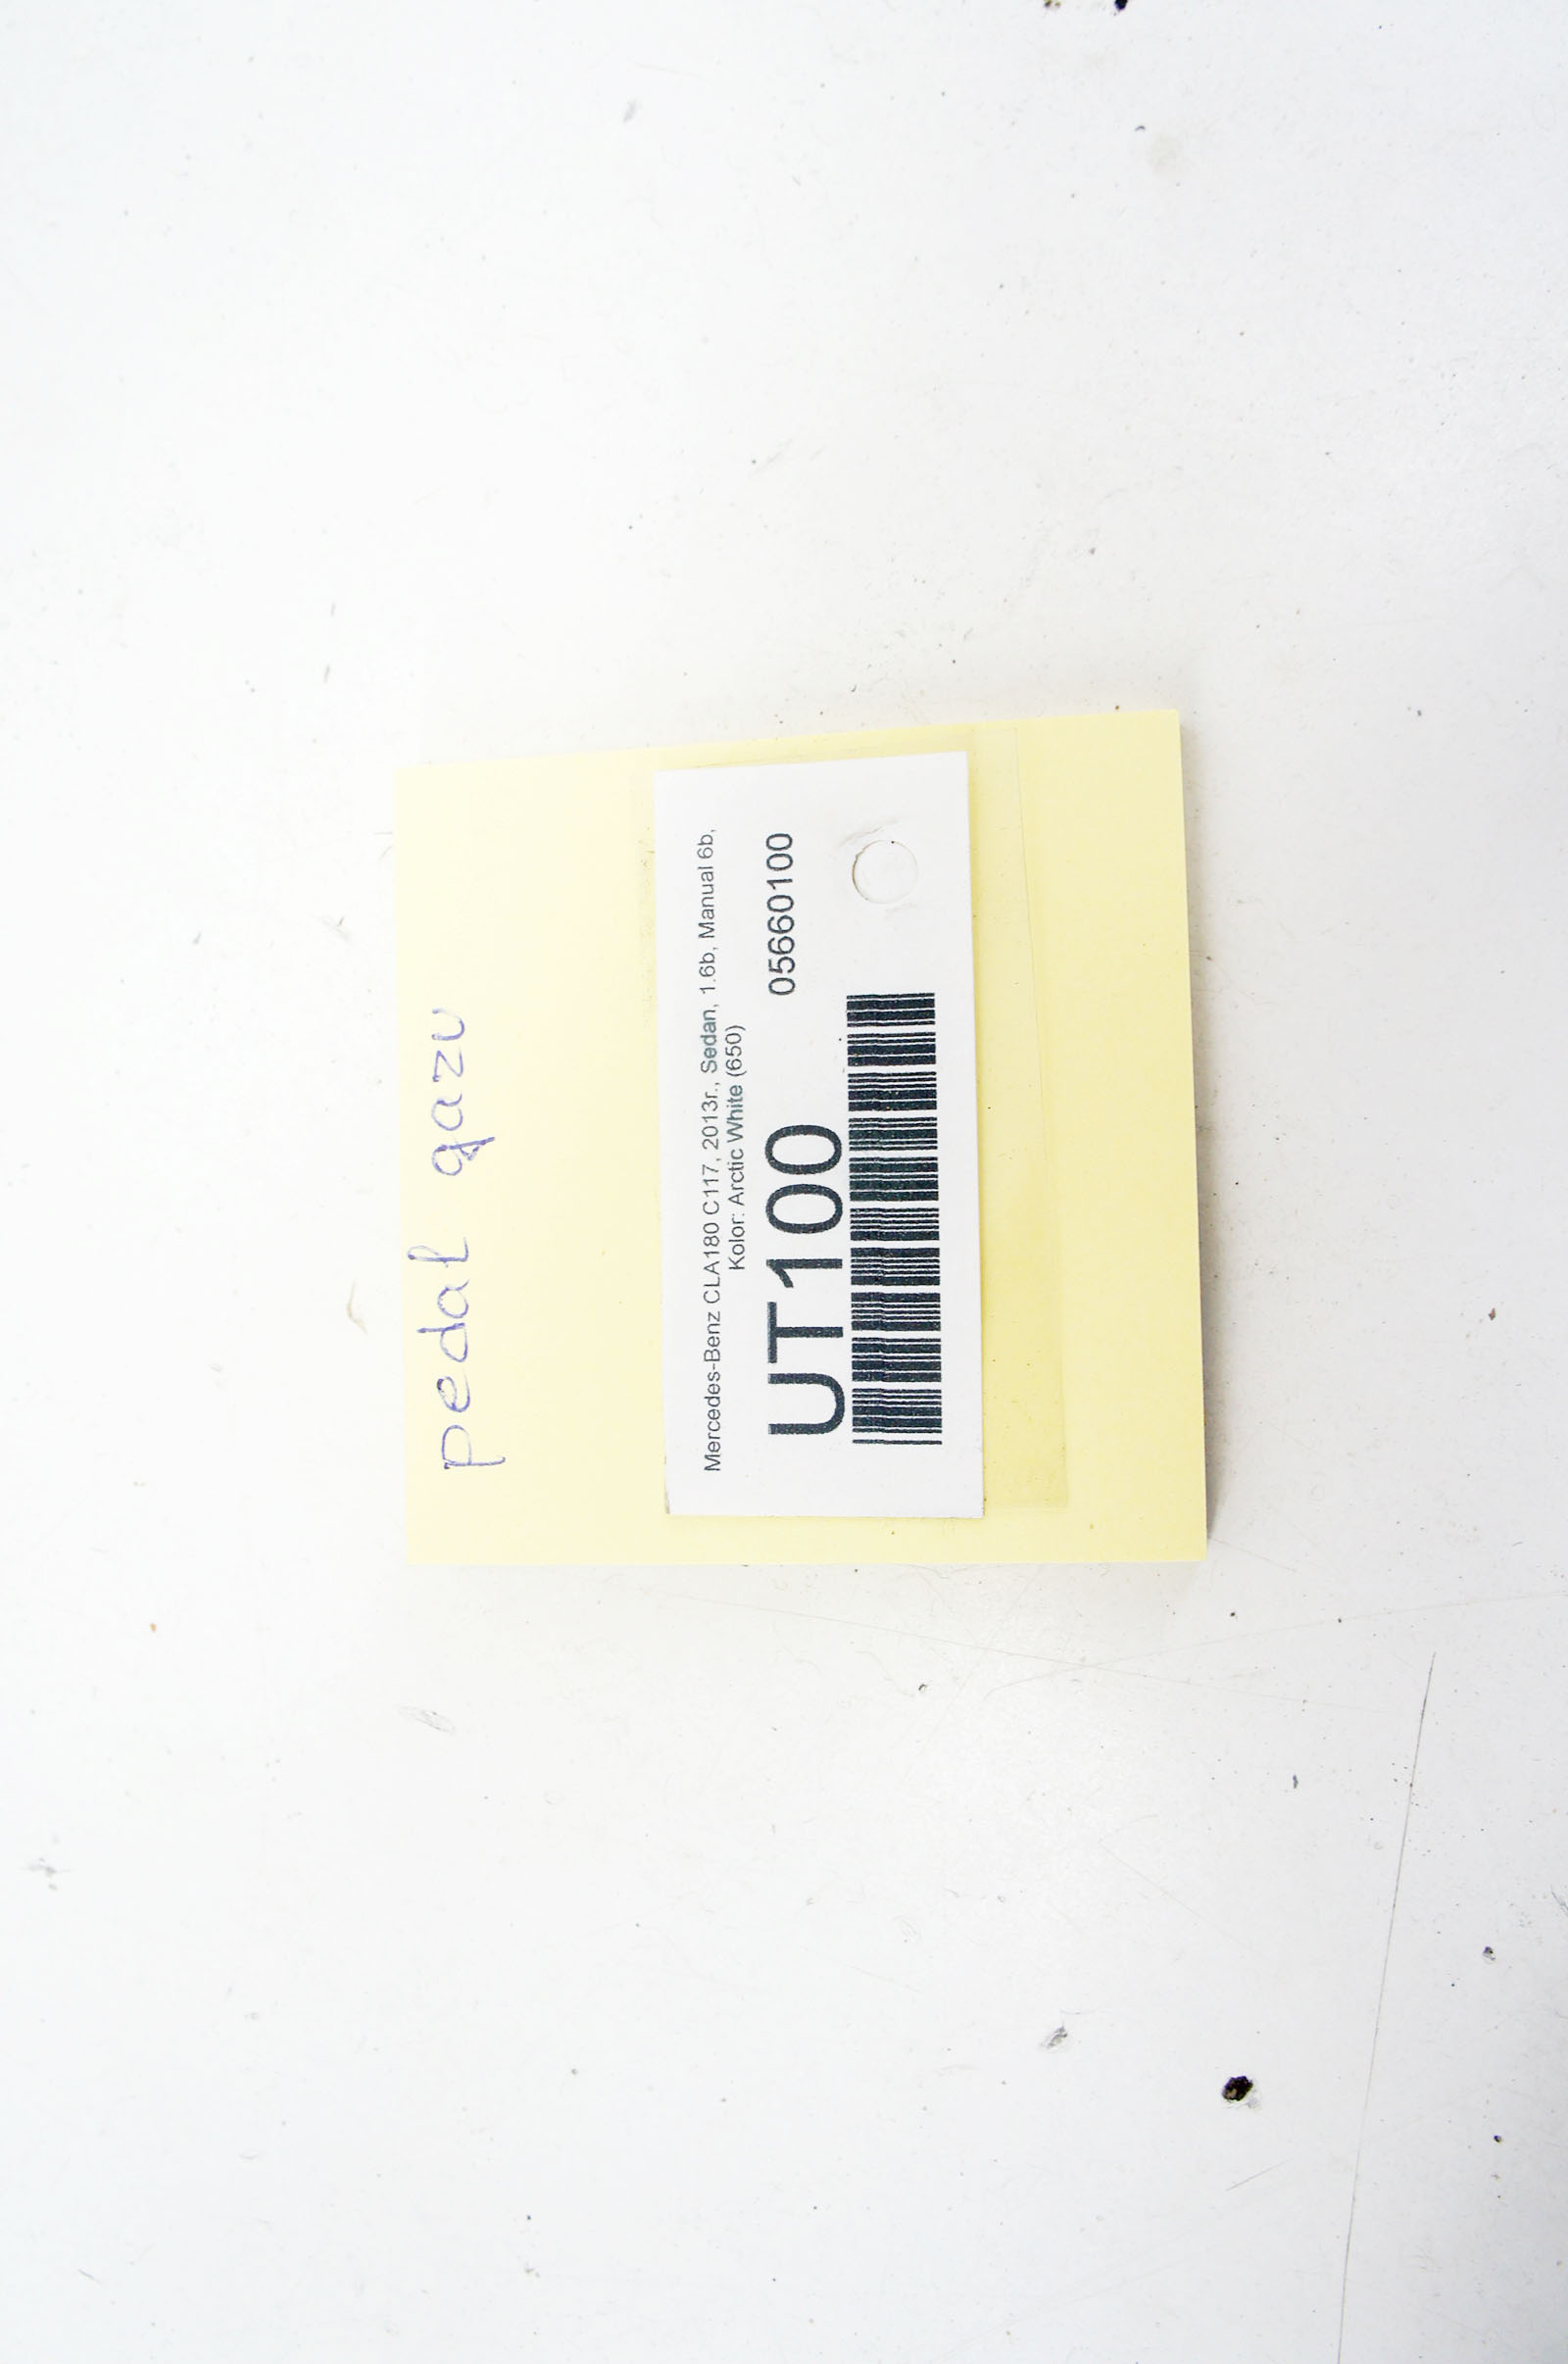 pedal gazu
Mercedes-Benz CLA180 C117, 2013r., Sedan, 1.6b, Manual 6b,
Kolor: Arctic White (650)
UT100 05660100